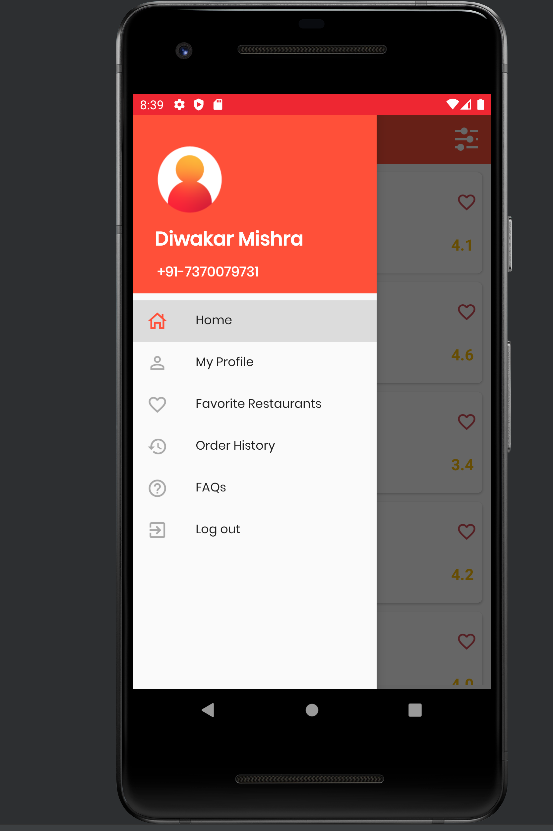 8:39
Diwakar Mishra
+91-7370079731
Home
My Profile
Favorite Restaurants
Order History
FAQs
Log out
4.1
4.6
3.4
4.2